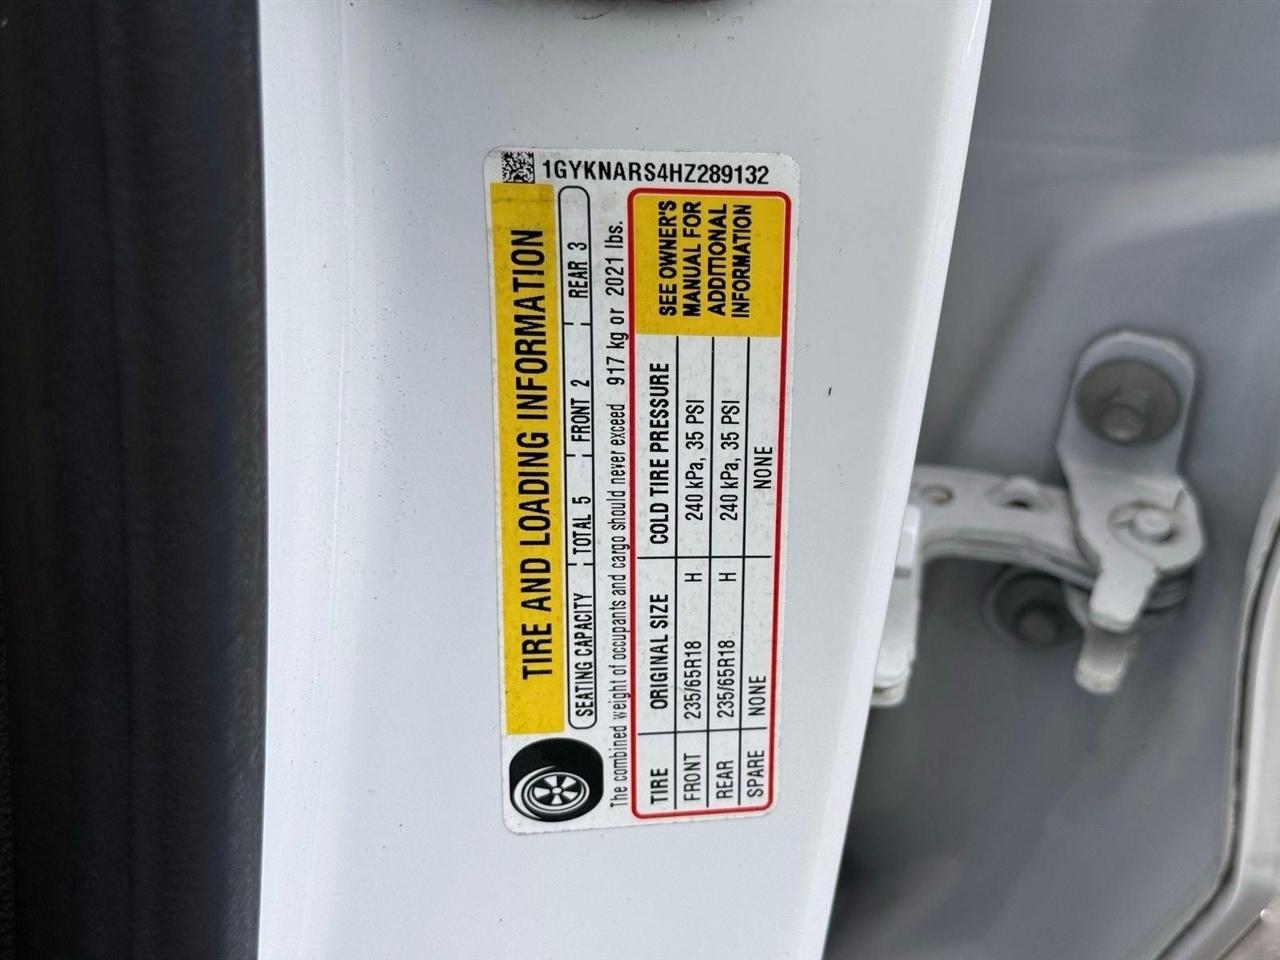 1GYKNARS4HZ289132
TIRE AND LOADING INFORMATION
SEATING CAPACITY TOTAL 5 FRONT 2 REAR 3
The combined weight of occupants and cargo should never exceed 917 kg or 2021 lbs.
TIRE ORIGINAL SIZE COLD TIRE PRESSURE
FRONT 235/65R18 H 240 kPa, 35 PSI
REAR 235/65R18 H 240 kPa, 35 PSI
SPARE NONE NONE
SEE OWNER'S
MANUAL FOR
ADDITIONAL
INFORMATION